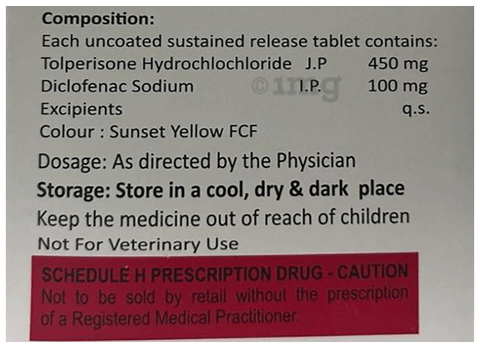 Composition:
Each uncoated sustained release tablet contains:
Tolperisone Hydrochlochloride J.P 450 mg
Diclofenac Sodium I.P. 100 mg
Excipients q.s.
Colour : Sunset Yellow FCF
Dosage: As directed by the Physician
Storage: Store in a cool, dry & dark place
Keep the medicine out of reach of children
Not For Veterinary Use
SCHEDULE H PRESCRIPTION DRUG - CAUTION
Not to be sold by retail without the prescription
of a Registered Medical Practitioner.
©1mg